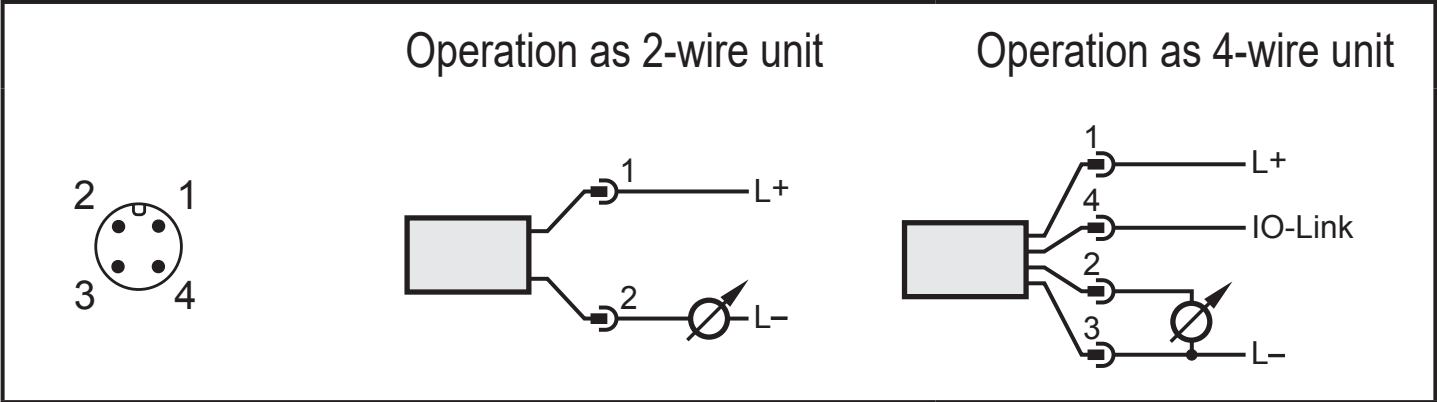 Operation as 2-wire unit
Operation as 4-wire unit
2 1
3 4
1
L+
2
L–
1
L+
4
IO-Link
2
3
L–